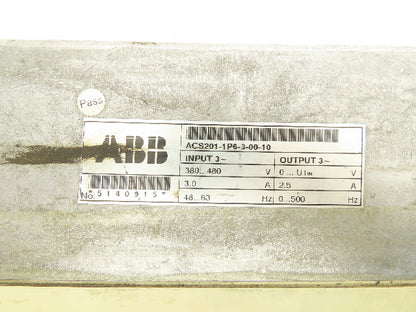 Pass
ABB
ACS201-1P6-3-00-10
INPUT 3~ OUTPUT 3~
380...480 V 0 ... U IN
3.0 A 2.5 A
48...63 Hz 0...500 Hz
No: *5140915*